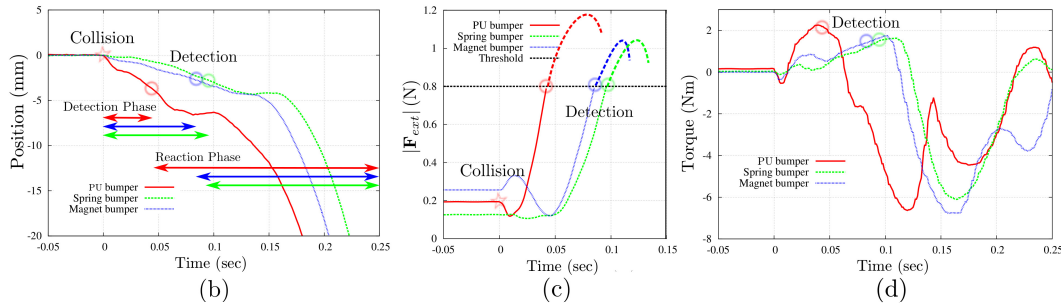 5
0
-5
-10
-15
-20
Position (mm)
Collision
Detection
Detection Phase
Reaction Phase
PU bumper
Spring bumper
Magnet bumper
-0.05 0 0.05 0.1 0.15 0.2 0.25
Time (sec)
(b)
1.2
1
0.8
0.6
0.4
0.2
0
|F_ext| (N)
PU bumper
Spring bumper
Magnet bumper
Threshold
Detection
Collision
-0.05 0 0.05 0.1 0.15
Time (sec)
(c)
4
2
0
-2
-4
-6
-8
Torque (Nm)
Detection
PU bumper
Spring bumper
Magnet bumper
-0.05 0 0.05 0.1 0.15 0.2 0.25
Time (sec)
(d)